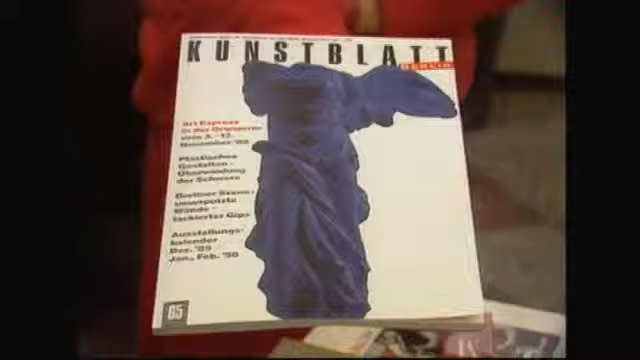 KUNSTBLATT
BERLIN
Art Express
in der Orangerie
vom 3. - 12.
November '89
Plastisches
Gestalten -
Überwindung
der Schwere
Berliner Szene:
unverputzte
Wände -
lackierter Gips
Ausstellungs-
kalender
Dez. '89
Jan., Feb. '90
65